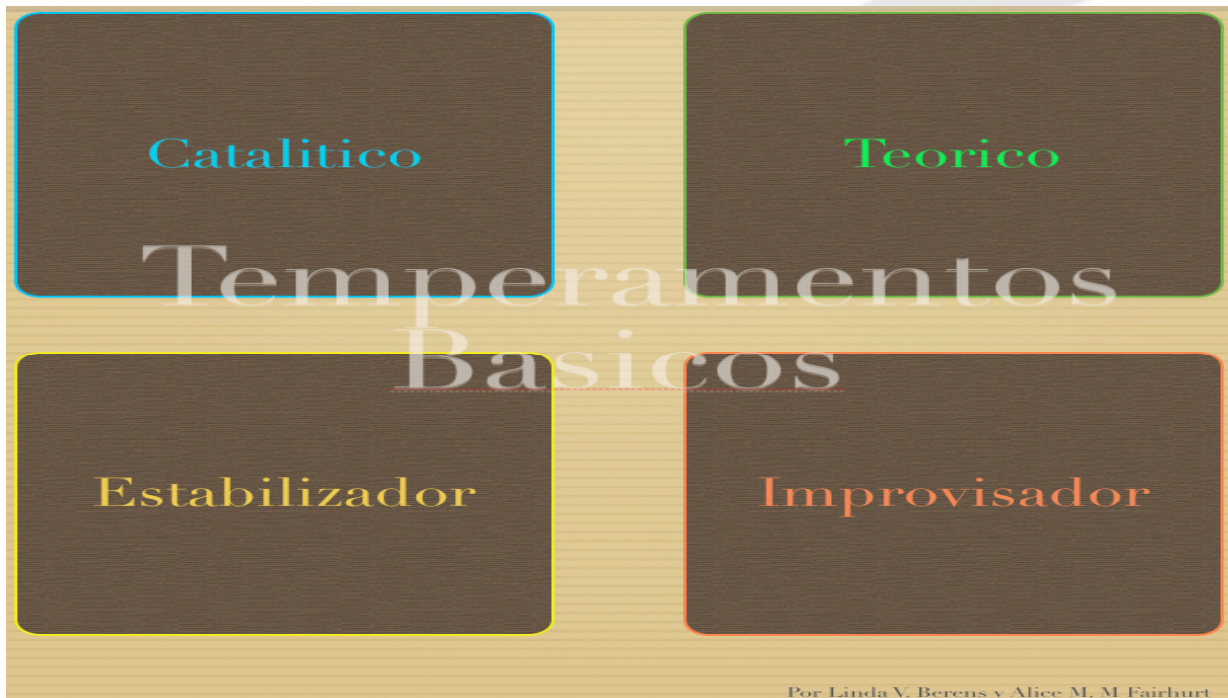 Catalitico
Teorico
Temperamentos
Basicos
Estabilizador
Improvisador
Por Linda V. Berens y Alice M. M Fairhurt